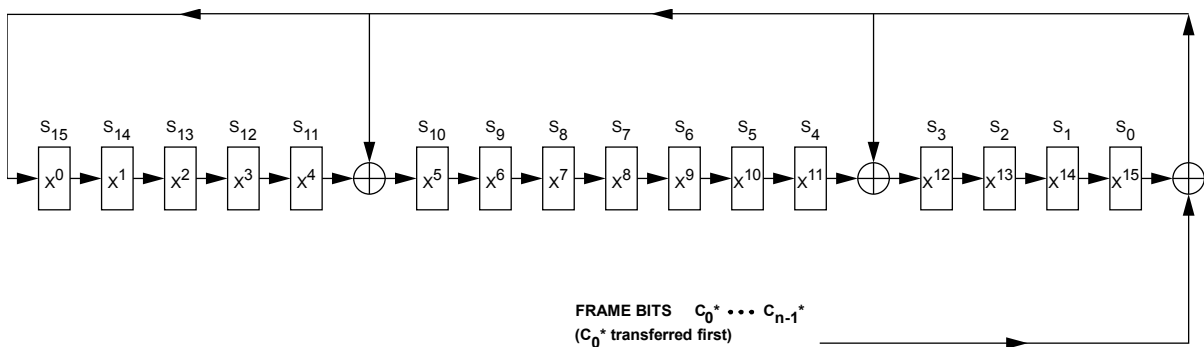 S15 S14 S13 S12 S11 S10 S9 S8 S7 S6 S5 S4 S3 S2 S1 S0
X0 X1 X2 X3 X4 X5 X6 X7 X8 X9 X10 X11 X12 X13 X14 X15
FRAME BITS C0* ••• Cn-1*
(C0* transferred first)